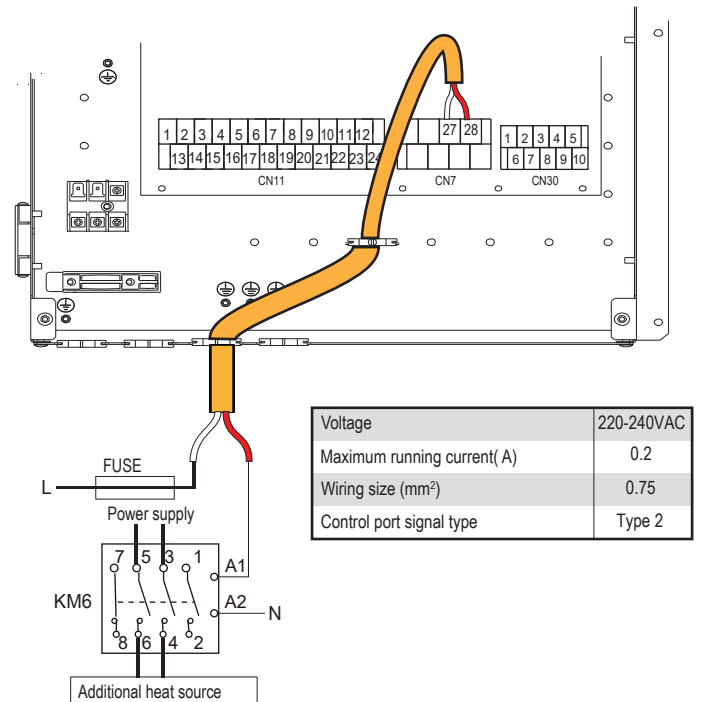 27 28
1 2 3 4 5 6 7 8 9 10 11 12
1 2 3 4 5
13 14 15 16 17 18 19 20 21 22 23 24
6 7 8 9 10
CN11
CN7
CN30
Voltage 220-240VAC
Maximum running current( A) 0.2
Wiring size (mm²) 0.75
Control port signal type Type 2
FUSE
L
Power supply
7 5 3 1
A1
KM6
A2
N
8 6 4 2
Additional heat source